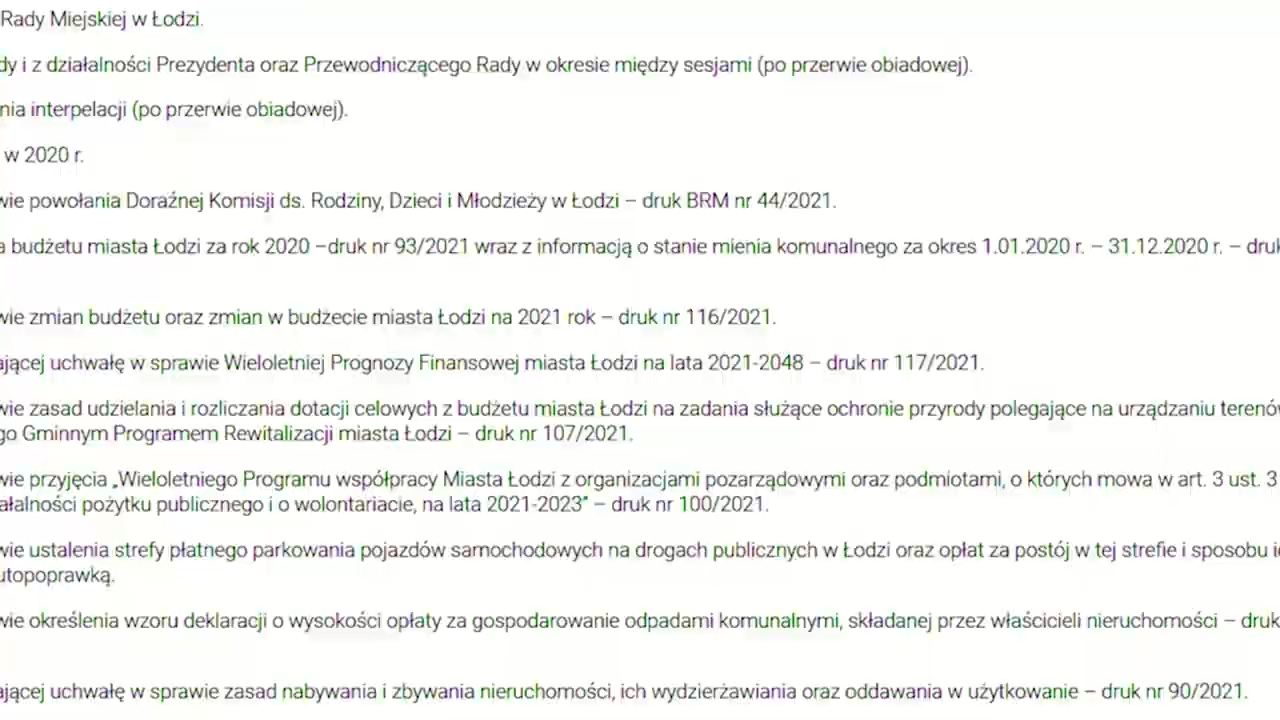 Rady Miejskiej w Łodzi.
dy i z działalności Prezydenta oraz Przewodniczącego Rady w okresie między sesjami (po przerwie obiadowej).
nia interpelacji (po przerwie obiadowej).
w 2020 r.
wie powołania Doraźnej Komisji ds. Rodziny, Dzieci i Młodzieży w Łodzi – druk BRM nr 44/2021.
a budżetu miasta Łodzi za rok 2020 –druk nr 93/2021 wraz z informacją o stanie mienia komunalnego za okres 1.01.2020 r. – 31.12.2020 r. – druk
wie zmian budżetu oraz zmian w budżecie miasta Łodzi na 2021 rok – druk nr 116/2021.
ającej uchwałę w sprawie Wieloletniej Prognozy Finansowej miasta Łodzi na lata 2021-2048 – druk nr 117/2021.
wie zasad udzielania i rozliczania dotacji celowych z budżetu miasta Łodzi na zadania służące ochronie przyrody polegające na urządzaniu terenów
go Gminnym Programem Rewitalizacji miasta Łodzi – druk nr 107/2021.
wie przyjęcia „Wieloletniego Programu współpracy Miasta Łodzi z organizacjami pozarządowymi oraz podmiotami, o których mowa w art. 3 ust. 3
ałalności pożytku publicznego i o wolontariacie, na lata 2021-2023” – druk nr 100/2021.
wie ustalenia strefy płatnego parkowania pojazdów samochodowych na drogach publicznych w Łodzi oraz opłat za postój w tej strefie i sposobu i
utopoprawką.
wie określenia wzoru deklaracji o wysokości opłaty za gospodarowanie odpadami komunalnymi, składanej przez właścicieli nieruchomości – druk
ającej uchwałę w sprawie zasad nabywania i zbywania nieruchomości, ich wydzierżawiania oraz oddawania w użytkowanie – druk nr 90/2021.